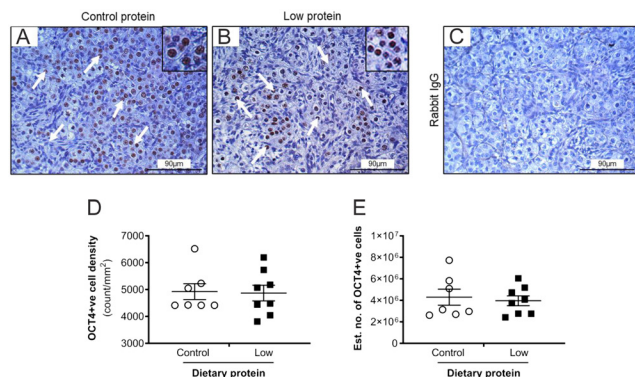 Control protein
Low protein
A
B
C
90µm
90µm
Rabbit IgG
90µm
D
OCT4+ve cell density
(count/mm²)
7000
6000
5000
4000
3000
Control
Low
Dietary protein
E
Est. no. of OCT4+ve cells
1×10⁷
8×10⁶
6×10⁶
4×10⁶
2×10⁶
0
Control
Low
Dietary protein